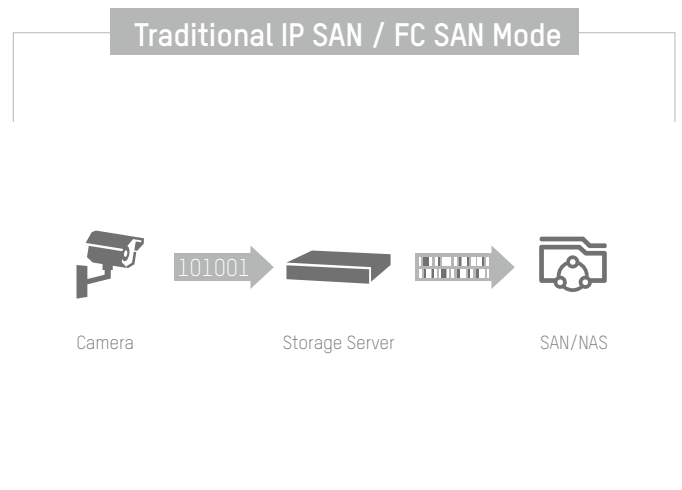 Traditional IP SAN / FC SAN Mode
101001
Camera
Storage Server
SAN/NAS